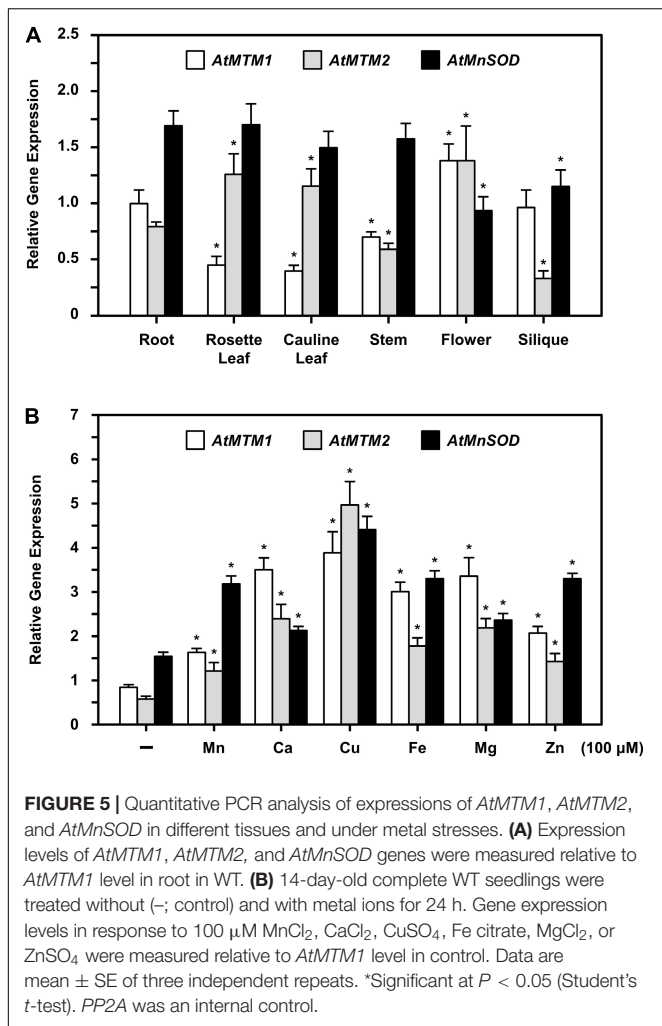 A
AtMTM1 AtMTM2 AtMnSOD
Relative Gene Expression
2.5
2.0
1.5
1.0
0.5
0
Root Rosette Leaf Cauline Leaf Stem Flower Silique
* * * * * * * * * * *
B
AtMTM1 AtMTM2 AtMnSOD
Relative Gene Expression
7
6
5
4
3
2
1
0
* * * * * * * * * * * * * * * * * *
– Mn Ca Cu Fe Mg Zn (100 µM)
FIGURE 5 | Quantitative PCR analysis of expressions of AtMTM1, AtMTM2,
and AtMnSOD in different tissues and under metal stresses. (A) Expression
levels of AtMTM1, AtMTM2, and AtMnSOD genes were measured relative to
AtMTM1 level in root in WT. (B) 14-day-old complete WT seedlings were
treated without (–; control) and with metal ions for 24 h. Gene expression
levels in response to 100 µM MnCl2, CaCl2, CuSO4, Fe citrate, MgCl2, or
ZnSO4 were measured relative to AtMTM1 level in control. Data are
mean ± SE of three independent repeats. *Significant at P < 0.05 (Student's
t-test). PP2A was an internal control.